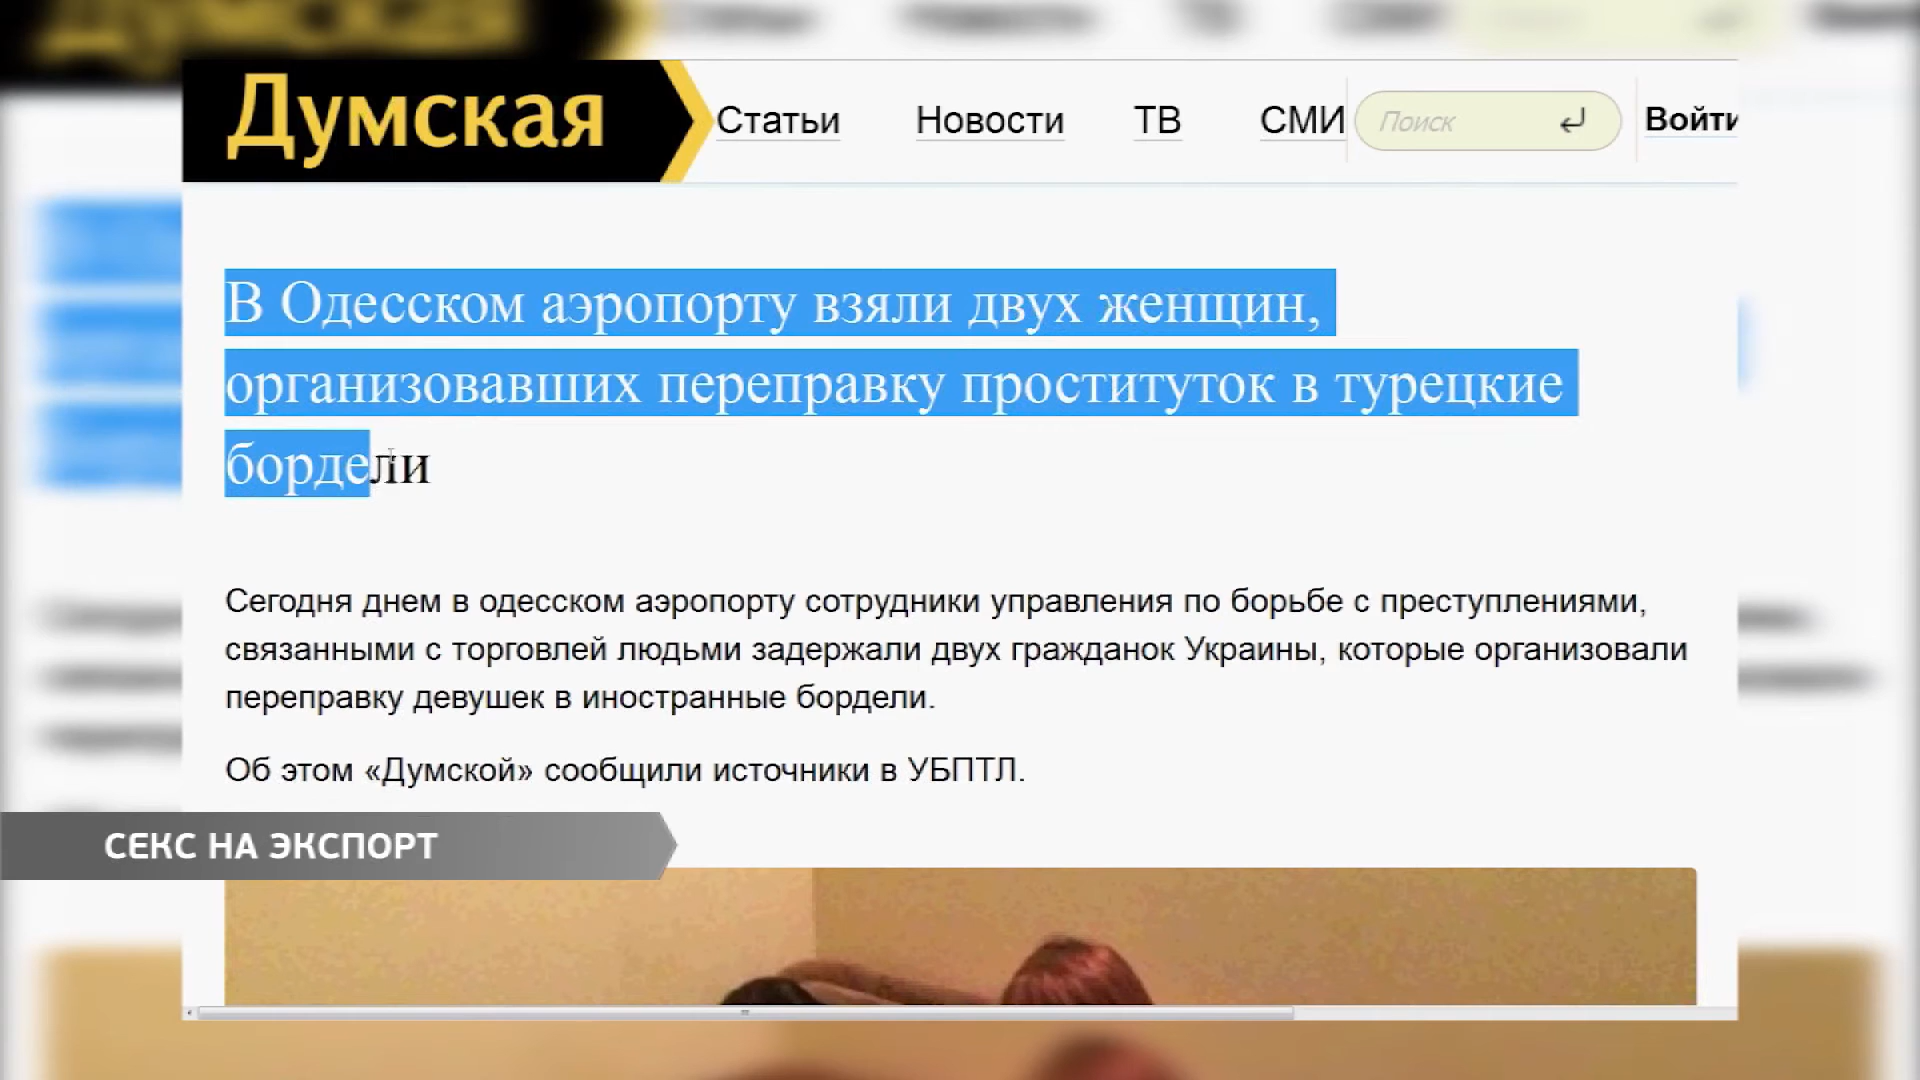 Думская
Статьи Новости ТВ СМИ Поиск Войти
В Одесском аэропорту взяли двух женщин,
организовавших переправку проституток в турецкие
бордели
Сегодня днем в одесском аэропорту сотрудники управления по борьбе с преступлениями,
связанными с торговлей людьми задержали двух гражданок Украины, которые организовали
переправку девушек в иностранные бордели.
Об этом «Думской» сообщили источники в УБПТЛ.
СЕКС НА ЭКСПОРТ